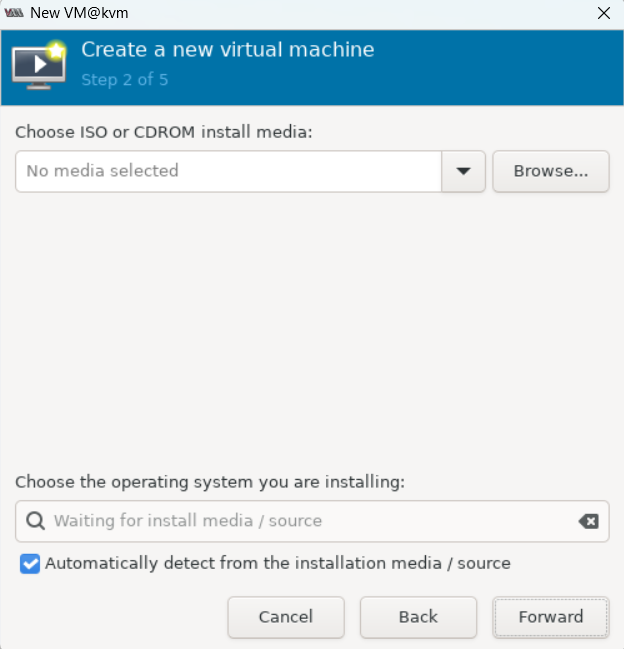 New VM@kvm
Create a new virtual machine
Step 2 of 5
Choose ISO or CDROM install media:
No media selected
Browse...
Choose the operating system you are installing:
Waiting for install media / source
Automatically detect from the installation media / source
Cancel Back Forward